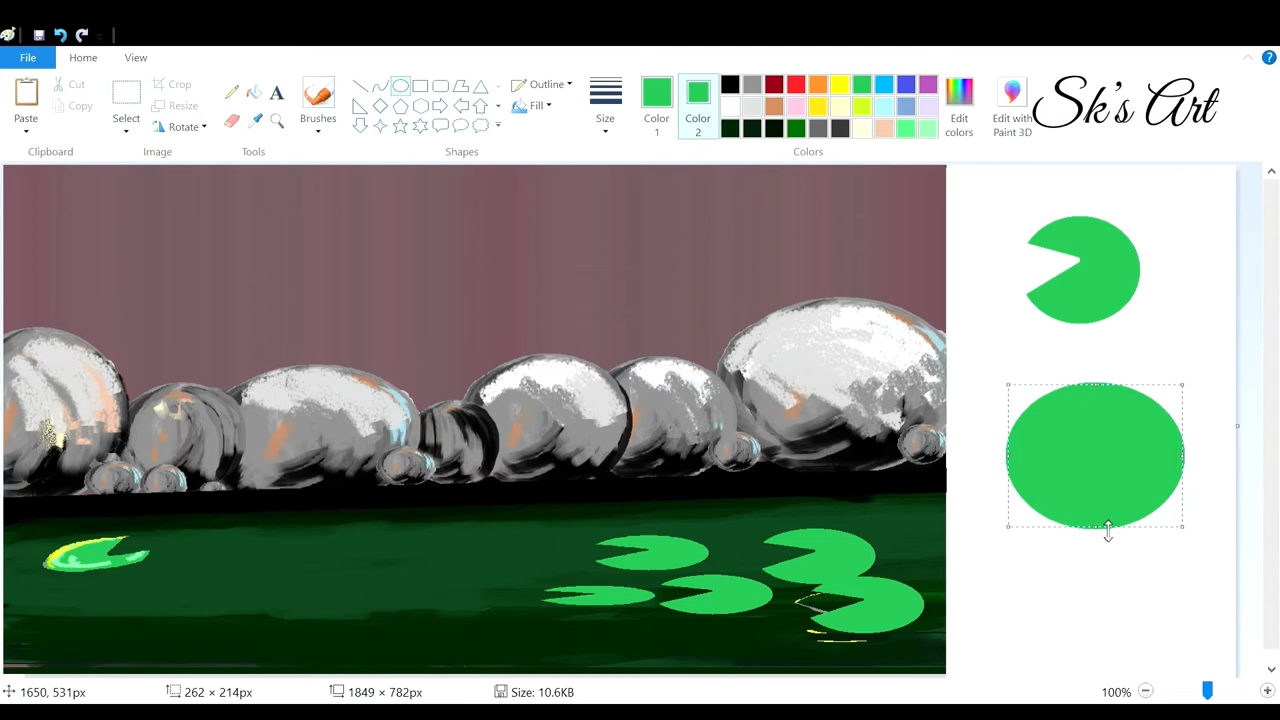 File Home View
Cut
Copy
Paste
Clipboard
Select
Crop
Resize
Rotate
Image
A
Tools
Brushes
Outline
Fill
Shapes
Size
Color 1
Color 2
Colors
Edit colors
Edit with Paint 3D
Sk's Art
?
1650, 531px
262 × 214px
1849 × 782px
Size: 10.6KB
100%